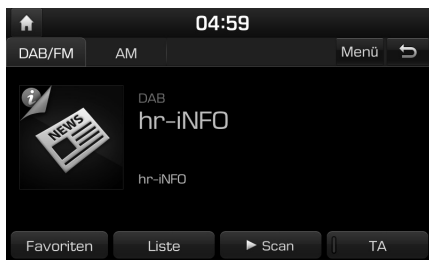 04:59
DAB/FM AM Menü
DAB
hr-iNFO
NEWS
hr-iNFO
Favoriten Liste Scan TA